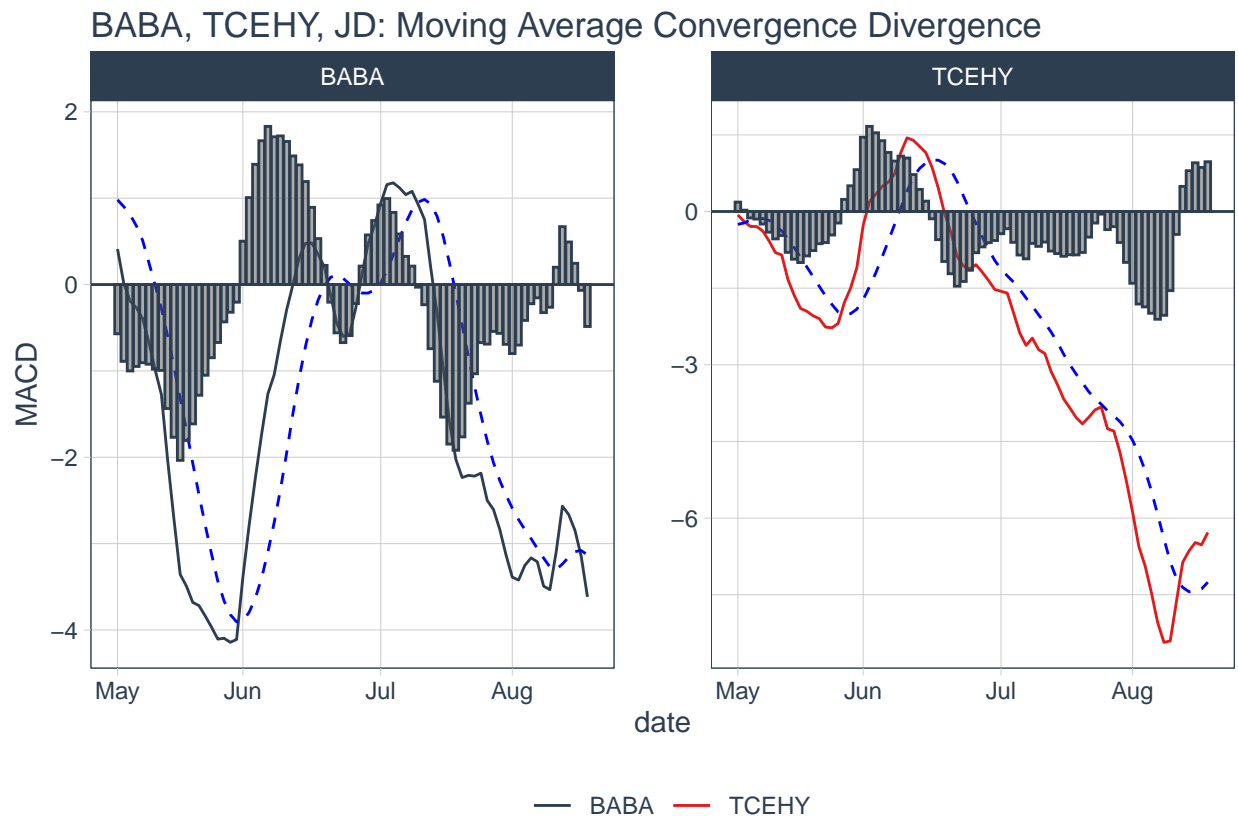 BABA, TCEHY, JD: Moving Average Convergence Divergence
BABA
TCEHY
2
0
−2
−4
0
−3
−6
MACD
May Jun Jul Aug
May Jun Jul Aug
date
BABA TCEHY